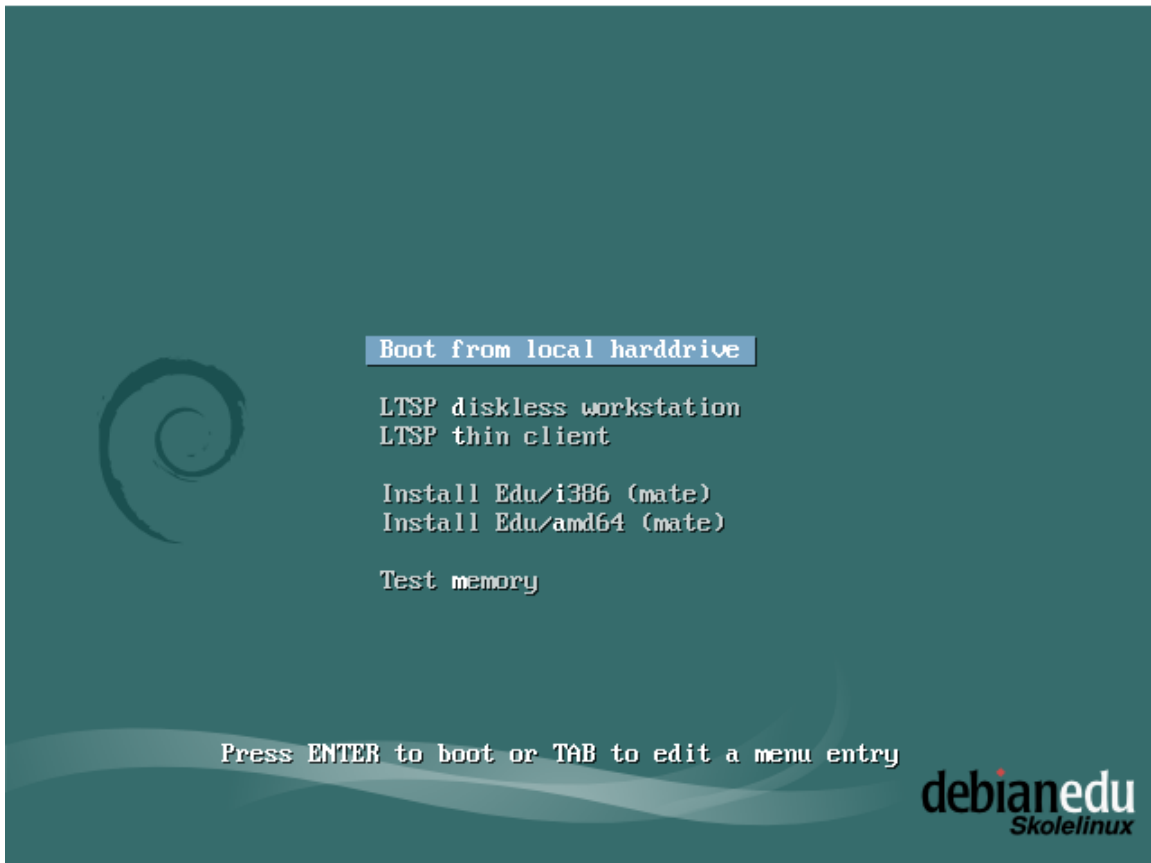 Boot from local harddrive
LTSP diskless workstation
LTSP thin client
Install Edu/i386 (mate)
Install Edu/amd64 (mate)
Test memory
Press ENTER to boot or TAB to edit a menu entry
debianedu
Skolelinux